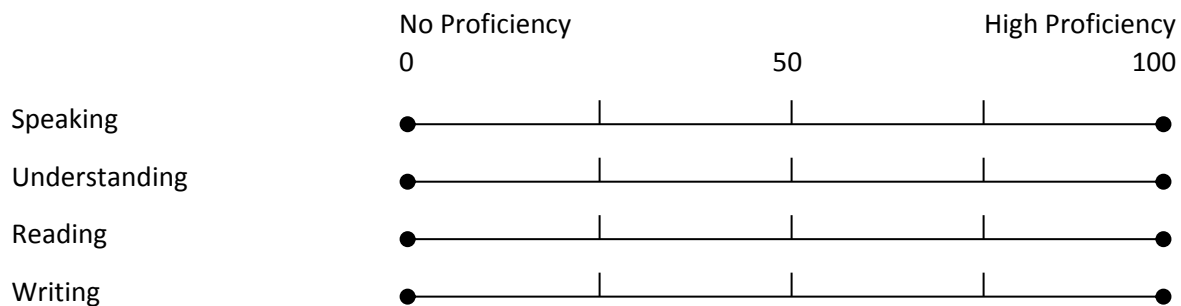 No Proficiency High Proficiency
0 50 100
Speaking
Understanding
Reading
Writing